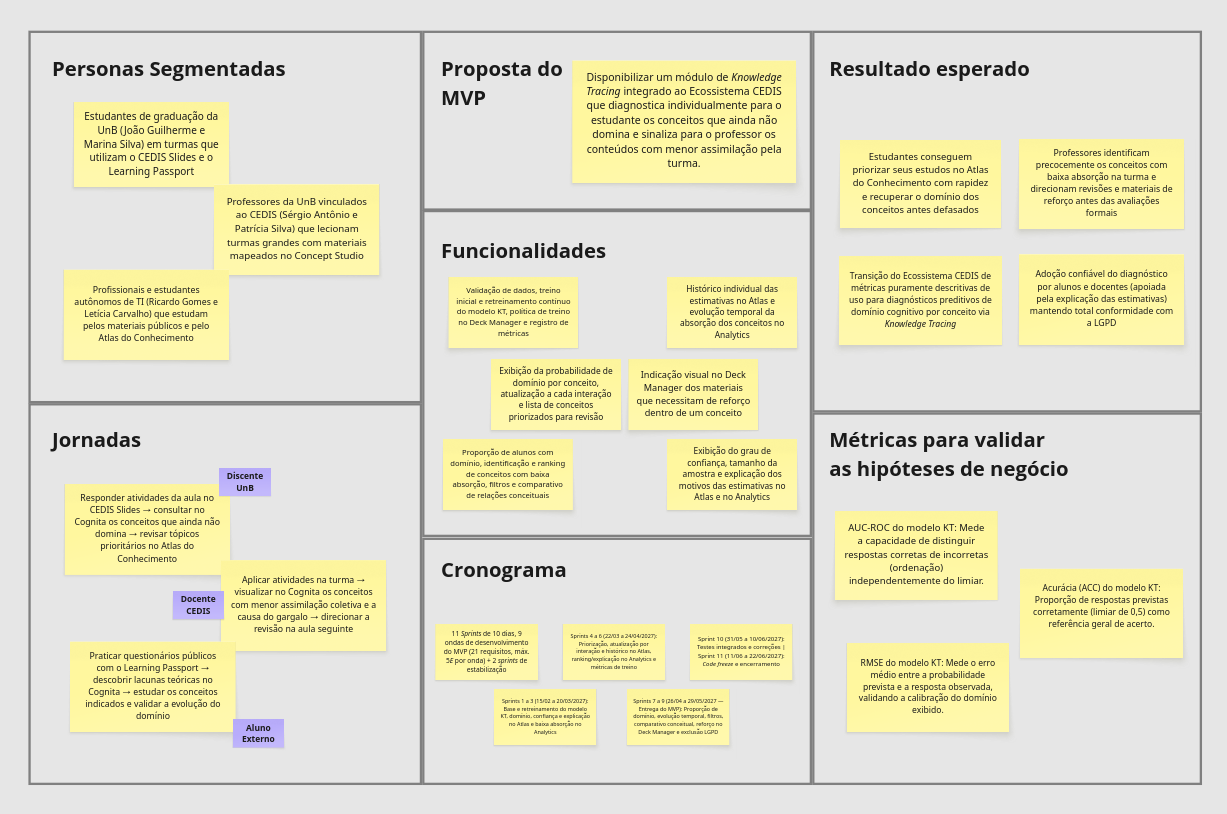 Personas Segmentadas
Estudantes de graduação da
UnB (João Guilherme e
Marina Silva) em turmas que
utilizam o CEDIS Slides e o
Learning Passport
Professores da UnB vinculados
ao CEDIS (Sérgio Antônio e
Patrícia Silva) que lecionam
turmas grandes com materiais
mapeados no Concept Studio
Profissionais e estudantes
autônomos de TI (Ricardo Gomes e
Letícia Carvalho) que estudam
pelos materiais públicos e pelo
Atlas do Conhecimento
Jornadas
Discente
UnB
Responder atividades da aula no
CEDIS Slides → consultar no
Cognita os conceitos que ainda não
domina → revisar tópicos
prioritários no Atlas do
Conhecimento
Docente
CEDIS
Aplicar atividades na turma →
visualizar no Cognita os conceitos
com menor assimilação coletiva e a
causa do gargalo → direcionar a
revisão na aula seguinte
Praticar questionários públicos
com o Learning Passport →
descobrir lacunas teóricas no
Cognita → estudar os conceitos
indicados e validar a evolução do
domínio
Aluno
Externo
Proposta do
MVP
Disponibilizar um módulo de Knowledge
Tracing integrado ao Ecossistema CEDIS
que diagnostica individualmente para o
estudante os conceitos que ainda não
domina e sinaliza para o professor os
conteúdos com menor assimilação pela
turma.
Funcionalidades
Validação de dados, treino
inicial e retreinamento contínuo
do modelo KT, política de treino
no Deck Manager e registro de
métricas
Histórico individual das
estimativas no Atlas e
evolução temporal da
absorção dos conceitos no
Analytics
Exibição da probabilidade de
domínio por conceito,
atualização a cada interação
e lista de conceitos
priorizados para revisão
Indicação visual no Deck
Manager dos materiais
que necessitam de reforço
dentro de um conceito
Proporção de alunos com
domínio, identificação e ranking
de conceitos com baixa
absorção, filtros e comparativo
de relações conceituais
Exibição do grau de
confiança, tamanho da
amostra e explicação dos
motivos das estimativas no
Atlas e no Analytics
Cronograma
11 Sprints de 10 dias, 9
ondas de desenvolvimento
do MVP (21 requisitos, máx.
5E por onda) + 2 sprints de
estabilização
Sprints 4 a 6 (22/03 a 24/04/2027):
Priorização, atualização por
interação e histórico no Atlas,
ranking/explicação no Analytics e
métricas de treino
Sprint 10 (31/05 a 10/06/2027):
Testes integrados e correções |
Sprint 11 (11/06 a 22/06/2027):
Code freeze e encerramento
Sprints 1 a 3 (15/02 a 20/03/2027):
Base e retreinamento do modelo
KT, domínio, confiança e explicação
no Atlas e baixa absorção no
Analytics
Sprints 7 a 9 (26/04 a 29/05/2027 —
Entrega do MVP): Proporção de
domínio, evolução temporal, filtros,
comparativo conceitual, reforço no
Deck Manager e exclusão LGPD
Resultado esperado
Estudantes conseguem
priorizar seus estudos no Atlas
do Conhecimento com rapidez
e recuperar o domínio dos
conceitos antes defasados
Professores identificam
precocemente os conceitos com
baixa absorção na turma e
direcionam revisões e materiais de
reforço antes das avaliações
formais
Transição do Ecossistema CEDIS de
métricas puramente descritivas de
uso para diagnósticos preditivos de
domínio cognitivo por conceito via
Knowledge Tracing
Adoção confiável do diagnóstico
por alunos e docentes (apoiada
pela explicação das estimativas)
mantendo total conformidade com
a LGPD
Métricas para validar
as hipóteses de negócio
AUC-ROC do modelo KT: Mede
a capacidade de distinguir
respostas corretas de incorretas
(ordenação)
independentemente do limiar.
Acurácia (ACC) do modelo KT:
Proporção de respostas previstas
corretamente (limiar de 0,5) como
referência geral de acerto.
RMSE do modelo KT: Mede o erro
médio entre a probabilidade
prevista e a resposta observada,
validando a calibração do domínio
exibido.